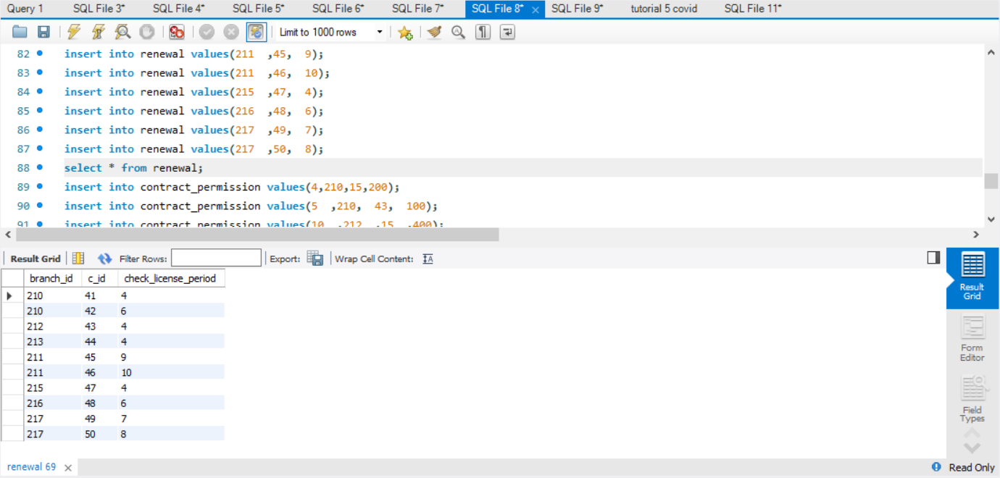 Query 1 SQL File 3* SQL File 4* SQL File 5* SQL File 6* SQL File 7* SQL File 8* SQL File 9* tutorial 5 covid SQL File 11*
Limit to 1000 rows
82 insert into renewal values(211 ,45, 9);
83 insert into renewal values(211 ,46, 10);
84 insert into renewal values(215 ,47, 4);
85 insert into renewal values(216 ,48, 6);
86 insert into renewal values(217 ,49, 7);
87 insert into renewal values(217 ,50, 8);
88 select * from renewal;
89 insert into contract_permission values(4,210,15,200);
90 insert into contract_permission values(5 ,210, 43, 100);
91 insert into contract_permission values(10 ,212 ,15 ,400);
Result Grid Filter Rows: Export: Wrap Cell Content:
branch_id c_id check_license_period
210 41 4
210 42 6
212 43 4
213 44 4
211 45 9
211 46 10
215 47 4
216 48 6
217 49 7
217 50 8
Result
Grid
Form
Editor
Field
Types
renewal 69
Read Only